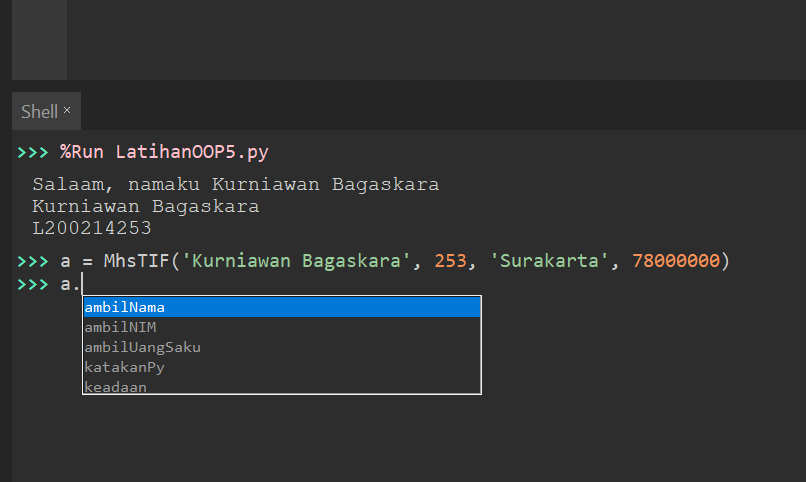 Shell ×
>>> %Run LatihanOOP5.py
Salaam, namaku Kurniawan Bagaskara
Kurniawan Bagaskara
L200214253
>>> a = MhsTIF('Kurniawan Bagaskara', 253, 'Surakarta', 78000000)
>>> a.
ambilNama
ambilNIM
ambilUangSaku
katakanPy
keadaan